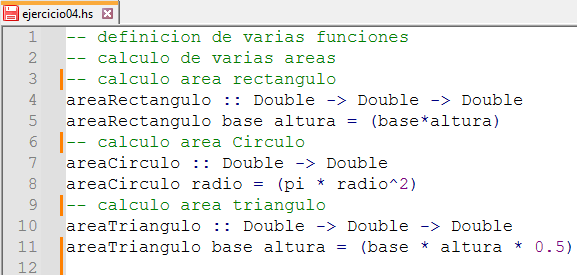 ejercicio04.hs
1 -- definicion de varias funciones
2 -- calculo de varias areas
3 -- calculo area rectangulo
4 areaRectangulo :: Double -> Double -> Double
5 areaRectangulo base altura = (base*altura)
6 -- calculo area Circulo
7 areaCirculo :: Double -> Double
8 areaCirculo radio = (pi * radio^2)
9 -- calculo area triangulo
10 areaTriangulo :: Double -> Double -> Double
11 areaTriangulo base altura = (base * altura * 0.5)
12